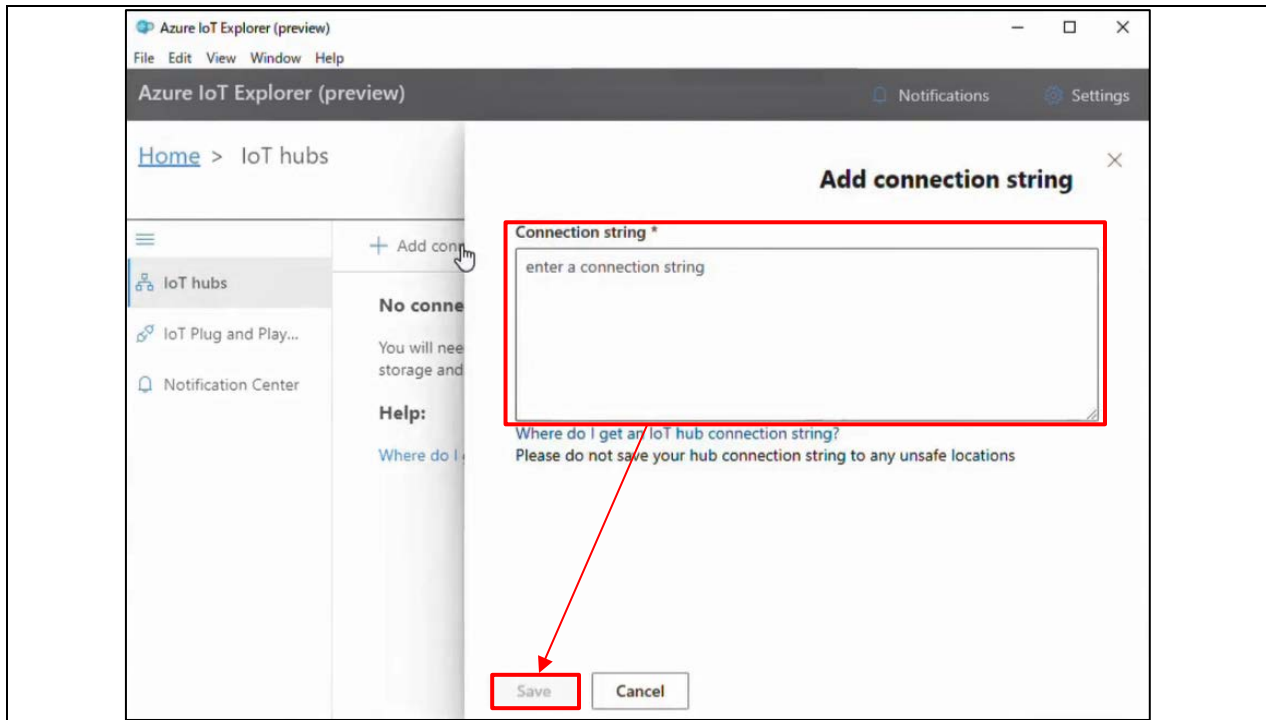 Azure IoT Explorer (preview)
File Edit View Window Help
Azure IoT Explorer (preview)
Notifications
Settings
Home > IoT hubs
Add connection string
+ Add conn
IoT hubs
IoT Plug and Play...
Notification Center
No conne
You will nee
storage and
Help:
Where do I
Connection string *
enter a connection string
Where do I get an IoT hub connection string?
Please do not save your hub connection string to any unsafe locations
Save
Cancel